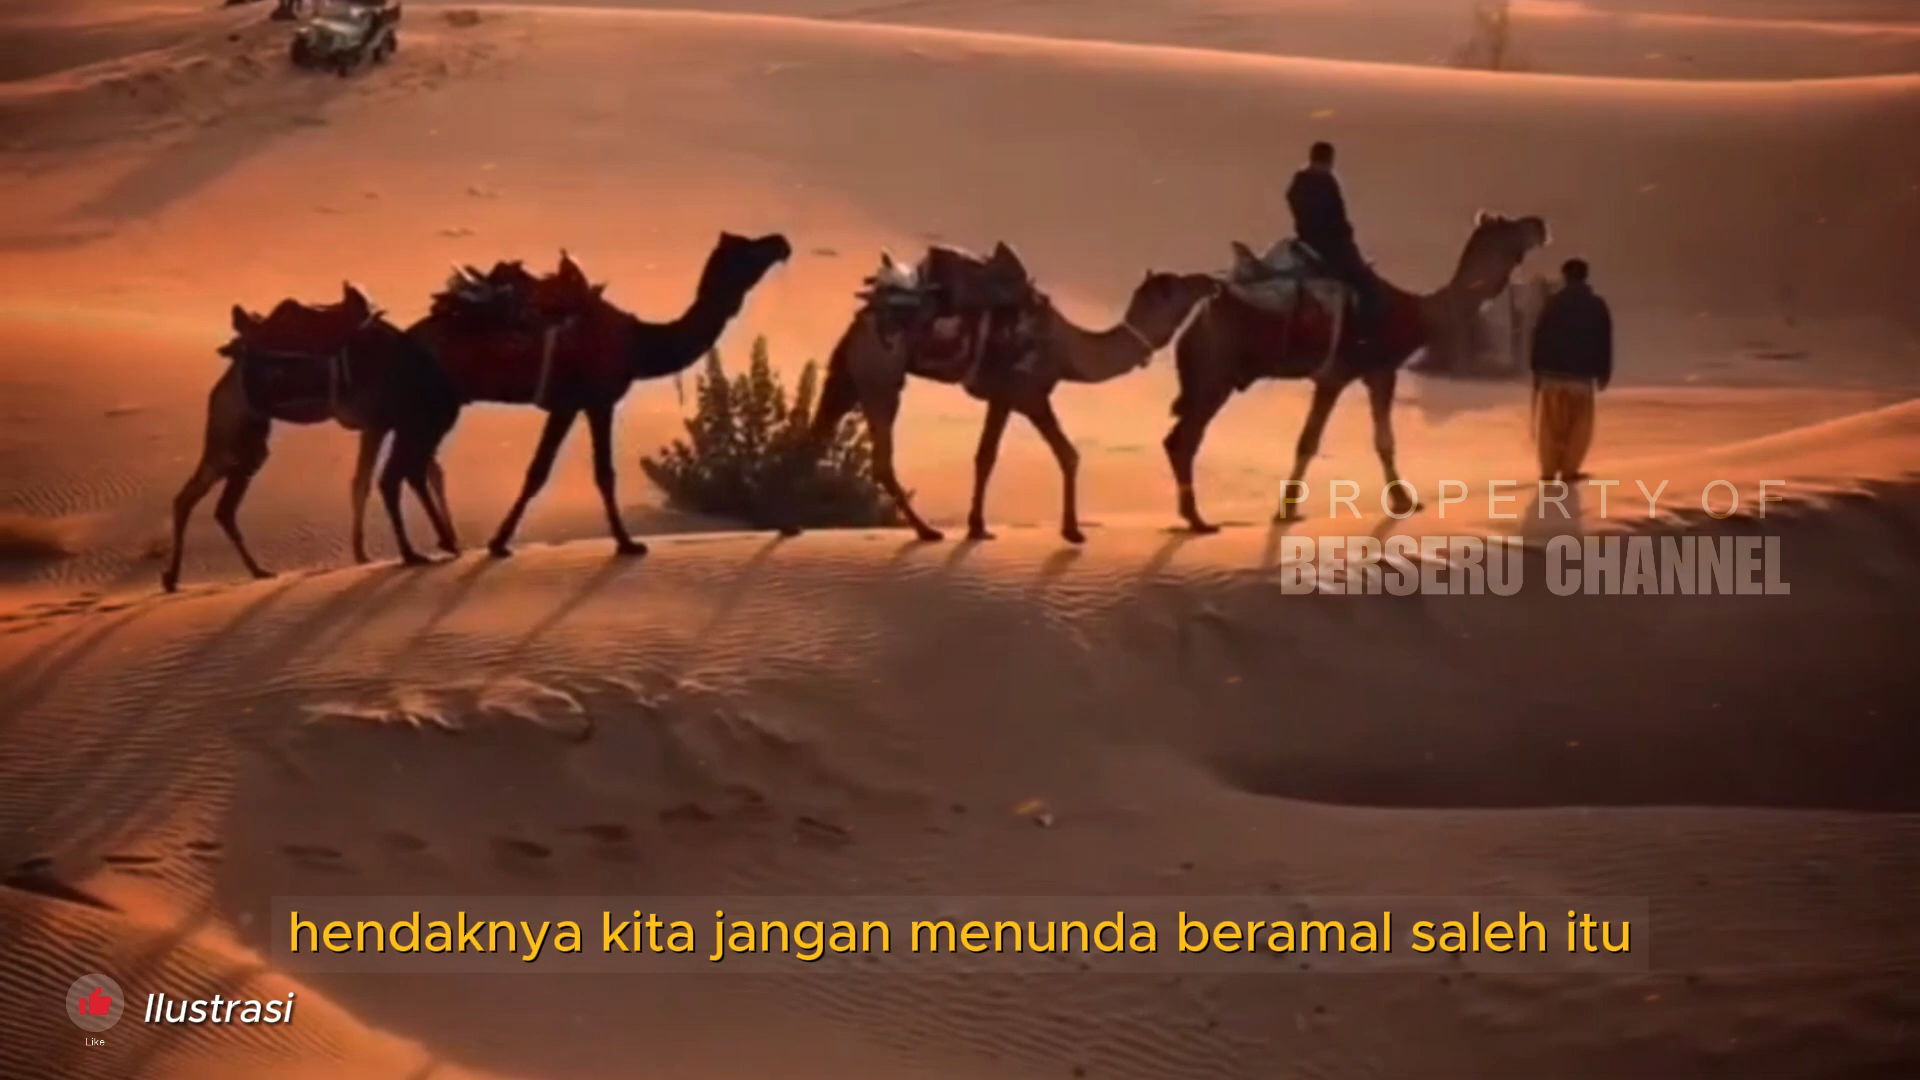 PROPERTY OF
BERSERU CHANNEL
hendaknya kita jangan menunda beramal saleh itu
Ilustrasi
Like